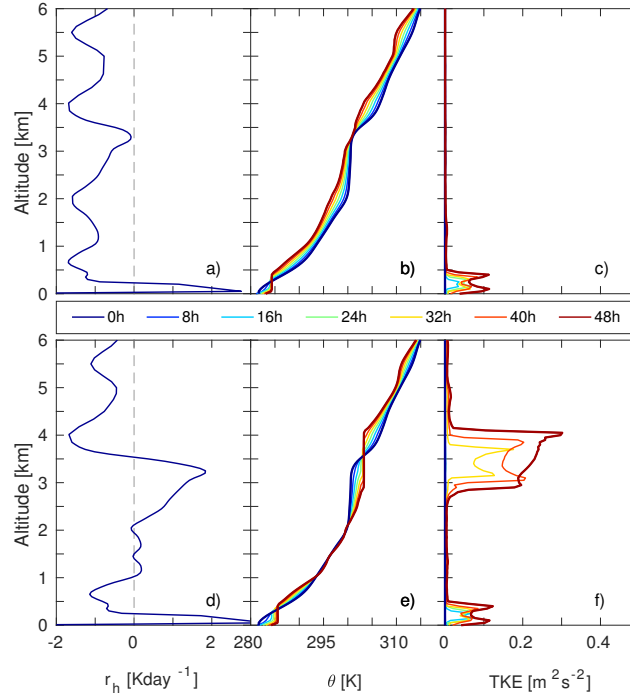 6
5
4
3
2
1
0
Altitude [km]
a)
b)
c)
0h
8h
16h
24h
32h
40h
48h
6
5
4
3
2
1
0
Altitude [km]
d)
e)
f)
-2 0 2 280 295 310 0 0.2 0.4
r_h [Kday⁻¹]
θ [K]
TKE [m² s⁻²]